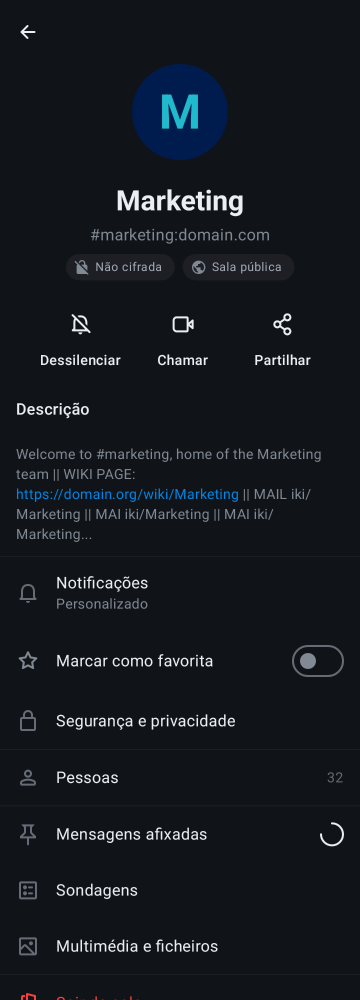 M
Marketing
#marketing:domain.com
Não cifrada
Sala pública
Dessilenciar
Chamar
Partilhar
Descrição
Welcome to #marketing, home of the Marketing
team || WIKI PAGE:
https://domain.org/wiki/Marketing || MAIL iki/
Marketing || MAI iki/Marketing || MAI iki/
Marketing...
Notificações
Personalizado
Marcar como favorita
Segurança e privacidade
Pessoas 32
Mensagens afixadas
Sondagens
Multimédia e ficheiros